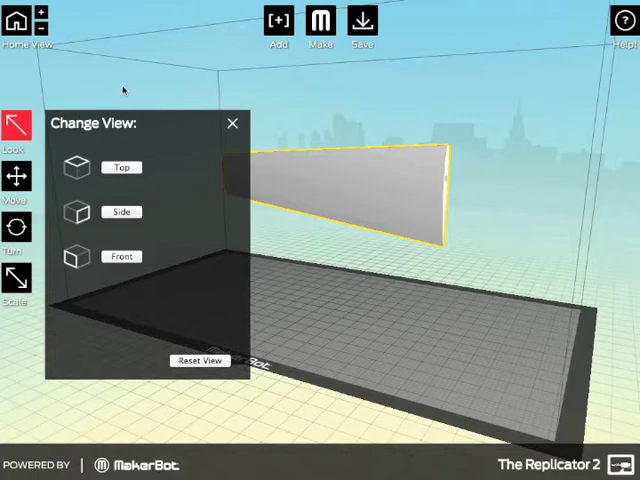 Home View
+
-
[+]
Add
M
Make
Save
?
Help!
Look
Move
Turn
Scale
Change View:
Top
Side
Front
Reset View
POWERED BY | MakerBot
The Replicator 2